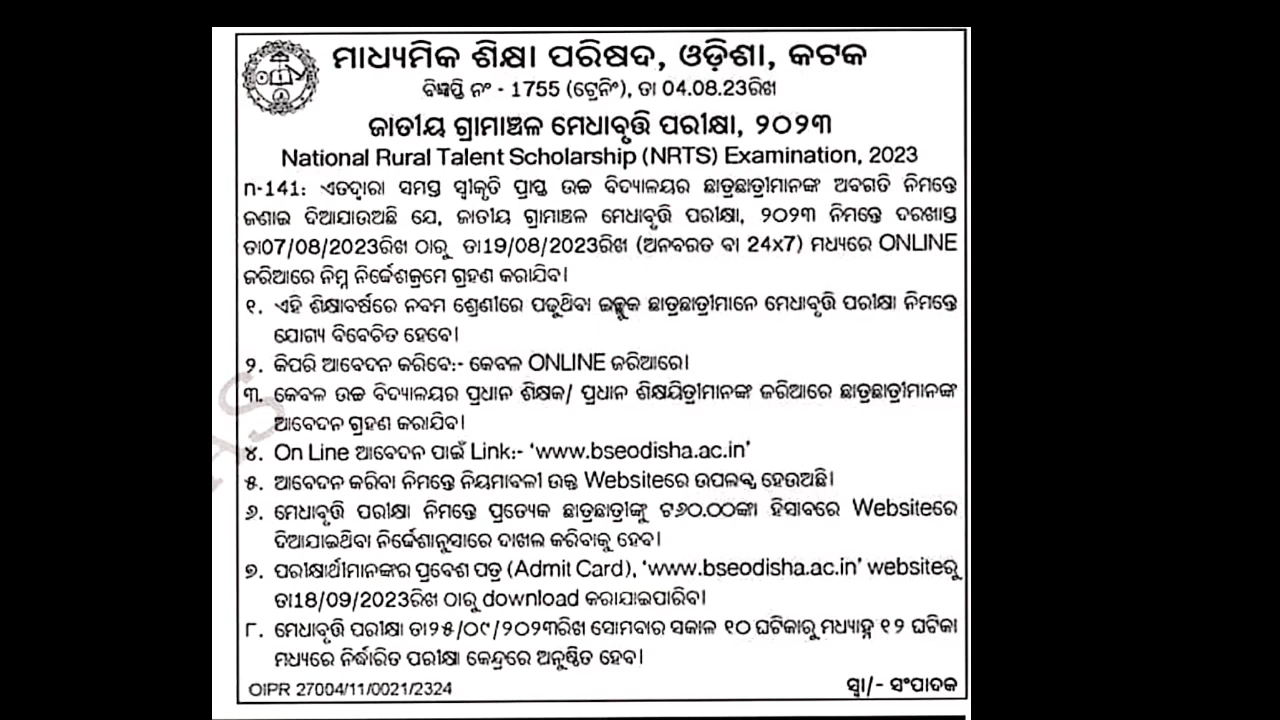 ମାଧ୍ୟମିକ ଶିକ୍ଷା ପରିଷଦ, ଓଡ଼ିଶା, କଟକ
ବିଜ୍ଞପ୍ତି ନଂ - 1755 (ଟ୍ରେନିଂ), ତା 04.08.23ରିଖ
ଜାତୀୟ ଗ୍ରାମାଞ୍ଚଳ ମେଧାବୃତ୍ତି ପରୀକ୍ଷା, ୨୦୨୩
National Rural Talent Scholarship (NRTS) Examination, 2023
n-141: ଏତଦ୍ଵାରା ସମସ୍ତ ସ୍ୱୀକୃତି ପ୍ରାପ୍ତ ଉଚ୍ଚ ବିଦ୍ୟାଳୟର ଛାତ୍ରଛାତ୍ରୀମାନଙ୍କ ଅବଗତି ନିମନ୍ତେ
ଜଣାଇ ଦିଆଯାଉଅଛି ଯେ, ଜାତୀୟ ଗ୍ରାମାଞ୍ଚଳ ମେଧାବୃତ୍ତି ପରୀକ୍ଷା, ୨୦୨୩ ନିମନ୍ତେ ଦରଖାସ୍ତ
ତା07/08/2023ରିଖ ଠାରୁ ତା19/08/2023ରିଖ (ଅନବରତ ବା 24x7) ମଧ୍ୟରେ ONLINE
ଜରିଆରେ ନିମ୍ନ ନିର୍ଦ୍ଦେଶକ୍ରମେ ଗ୍ରହଣ କରାଯିବ।
୧. ଏହି ଶିକ୍ଷାବର୍ଷରେ ନବମ ଶ୍ରେଣୀରେ ପଢୁଥିବା ଇଚ୍ଛୁକ ଛାତ୍ରଛାତ୍ରୀମାନେ ମେଧାବୃତ୍ତି ପରୀକ୍ଷା ନିମନ୍ତେ
ଯୋଗ୍ୟ ବିବେଚିତ ହେବେ।
୨. କିପରି ଆବେଦନ କରିବେ:- କେବଳ ONLINE ଜରିଆରେ।
୩. କେବଳ ଉଚ୍ଚ ବିଦ୍ୟାଳୟର ପ୍ରଧାନ ଶିକ୍ଷକ/ ପ୍ରଧାନ ଶିକ୍ଷୟିତ୍ରୀମାନଙ୍କ ଜରିଆରେ ଛାତ୍ରଛାତ୍ରୀମାନଙ୍କ
ଆବେଦନ ଗ୍ରହଣ କରାଯିବ।
୪. On Line ଆବେଦନ ପାଇଁ Link:- ‘www.bseodisha.ac.in’
୫. ଆବେଦନ କରିବା ନିମନ୍ତେ ନିୟମାବଳୀ ଉକ୍ତ Websiteରେ ଉପଲବ୍ଧ ହେଉଅଛି।
୬. ମେଧାବୃତ୍ତି ପରୀକ୍ଷା ନିମନ୍ତେ ପ୍ରତ୍ୟେକ ଛାତ୍ରଛାତ୍ରୀଙ୍କୁ ଟ୬୦.୦୦ଙ୍କା ହିସାବରେ Websiteରେ
ଦିଆଯାଇଥିବା ନିର୍ଦ୍ଦେଶାନୁସାରେ ଦାଖଲ କରିବାକୁ ହେବ।
୭. ପରୀକ୍ଷାର୍ଥୀମାନଙ୍କର ପ୍ରବେଶ ପତ୍ର (Admit Card), ‘www.bseodisha.ac.in’ websiteରୁ
ତା18/09/2023ରିଖ ଠାରୁ download କରାଯାଇପାରିବ।
୮. ମେଧାବୃତ୍ତି ପରୀକ୍ଷା ତା୨୫/୦୯/୨୦୨୩ରିଖ ସୋମବାର ସକାଳ ୧୦ ଘଟିକାରୁ ମଧ୍ୟାହ୍ନ ୧୨ ଘଟିକା
ମଧ୍ୟରେ ନିର୍ଦ୍ଧାରିତ ପରୀକ୍ଷା କେନ୍ଦ୍ରରେ ଅନୁଷ୍ଠିତ ହେବ।
OIPR 27004/11/0021/2324 ସ୍ୱା/- ସଂପାଦକ